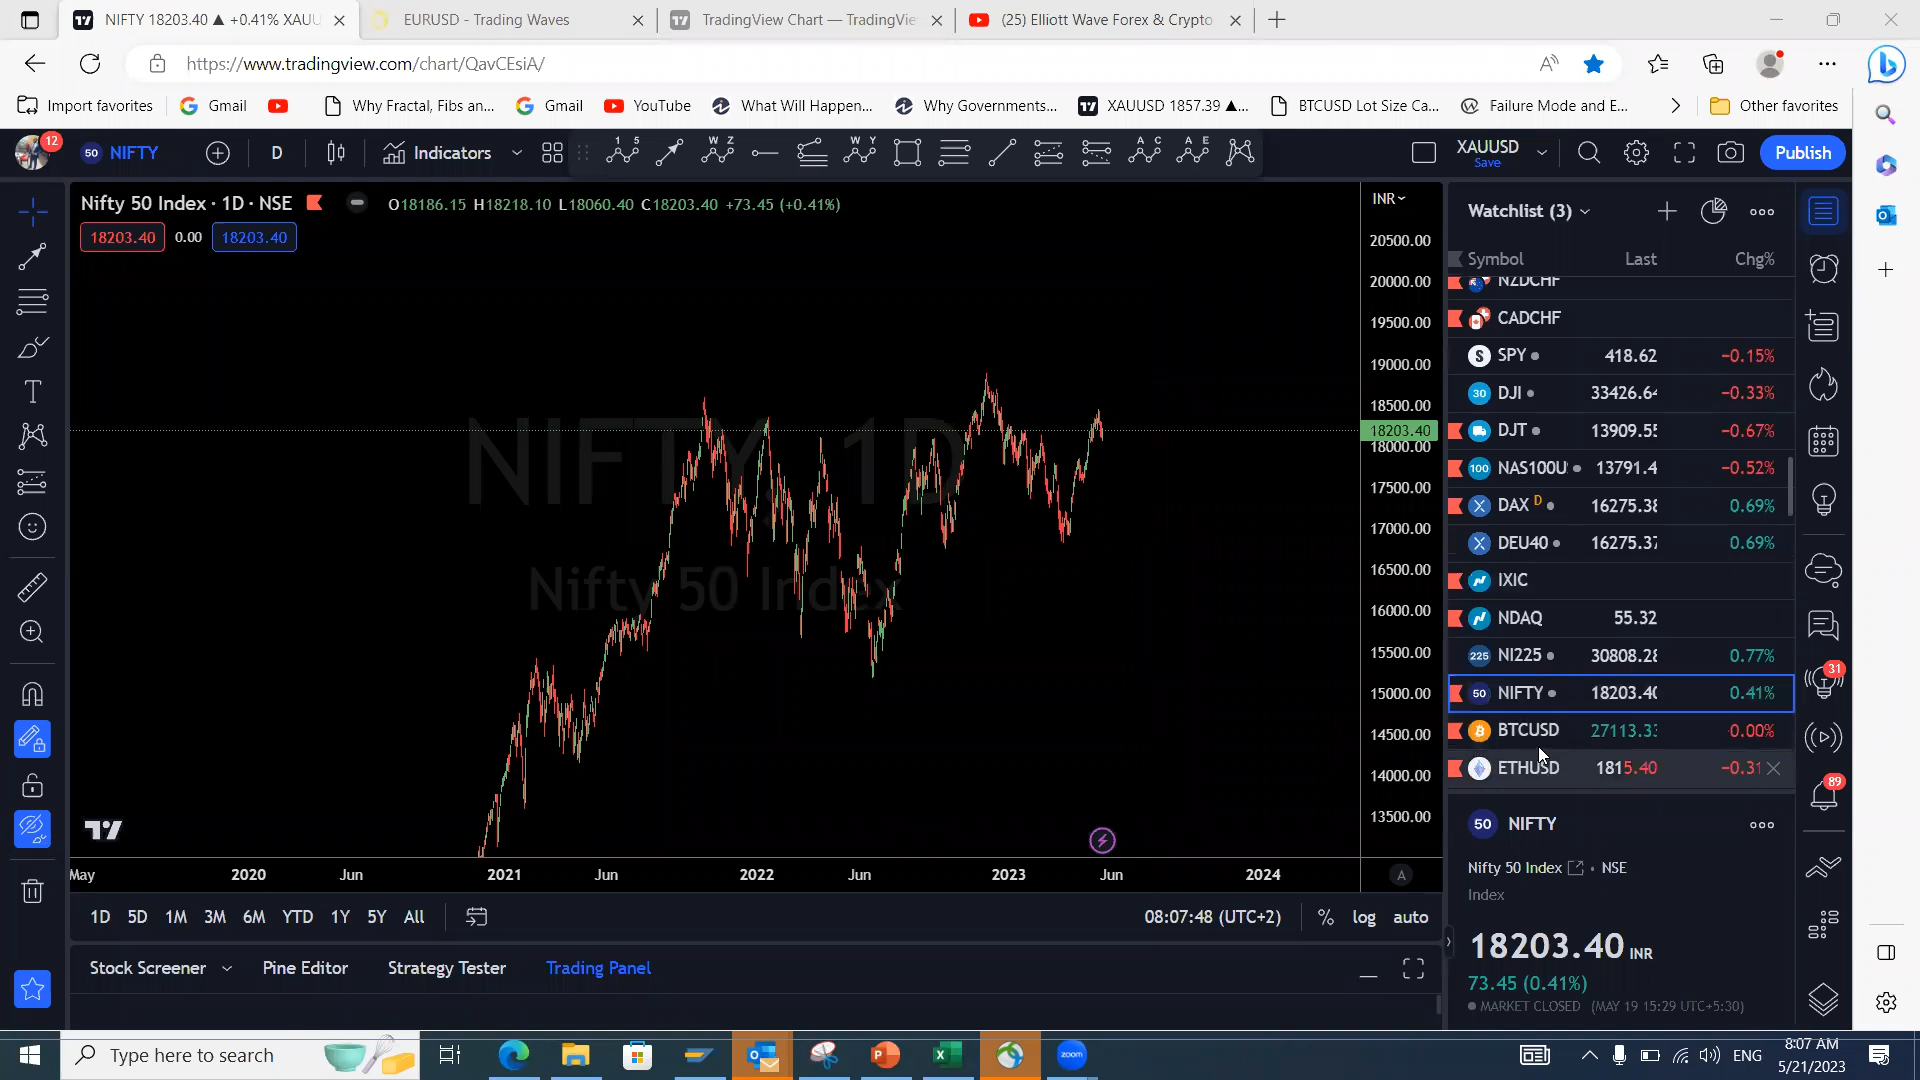 NIFTY 18203.40 ▲ +0.41% XAUU
EURUSD - Trading Waves
TradingView Chart — TradingVie
(25) Elliott Wave Forex & Crypto
https://www.tradingview.com/chart/QavCEsiA/
Import favorites
Gmail
Why Fractal, Fibs an...
Gmail
YouTube
What Will Happen...
Why Governments...
XAUUSD 1857.39 ▲...
BTCUSD Lot Size Ca...
Failure Mode and E...
Other favorites
12
50 NIFTY
D
Indicators
XAUUSD
Save
Publish
Nifty 50 Index · 1D · NSE
O18186.15 H18218.10 L18060.40 C18203.40 +73.45 (+0.41%)
18203.40 0.00 18203.40
NIFTY, 1D
Nifty 50 Index
INR
20500.00
20000.00
19500.00
19000.00
18500.00
18203.40
18000.00
17500.00
17000.00
16500.00
16000.00
15500.00
15000.00
14500.00
14000.00
13500.00
May 2020 Jun 2021 Jun 2022 Jun 2023 Jun 2024
A
1D 5D 1M 3M 6M YTD 1Y 5Y All
08:07:48 (UTC+2) % log auto
Stock Screener Pine Editor Strategy Tester Trading Panel
Watchlist (3)
Symbol Last Chg%
NZDCHF
CADCHF
SPY 418.62 −0.15%
DJI 33426.64 −0.33%
DJT 13909.55 −0.67%
NAS100U 13791.4 −0.52%
DAX D 16275.38 0.69%
DEU40 16275.37 0.69%
IXIC
NDAQ 55.32
NI225 30808.28 0.77%
NIFTY 18203.40 0.41%
BTCUSD 27113.33 0.00%
ETHUSD 1815.40 −0.31
50 NIFTY
Nifty 50 Index · NSE
Index
18203.40 INR
73.45 (0.41%)
MARKET CLOSED (MAY 19 15:29 UTC+5:30)
31
89
Type here to search
zoom
ENG
8:07 AM
5/21/2023